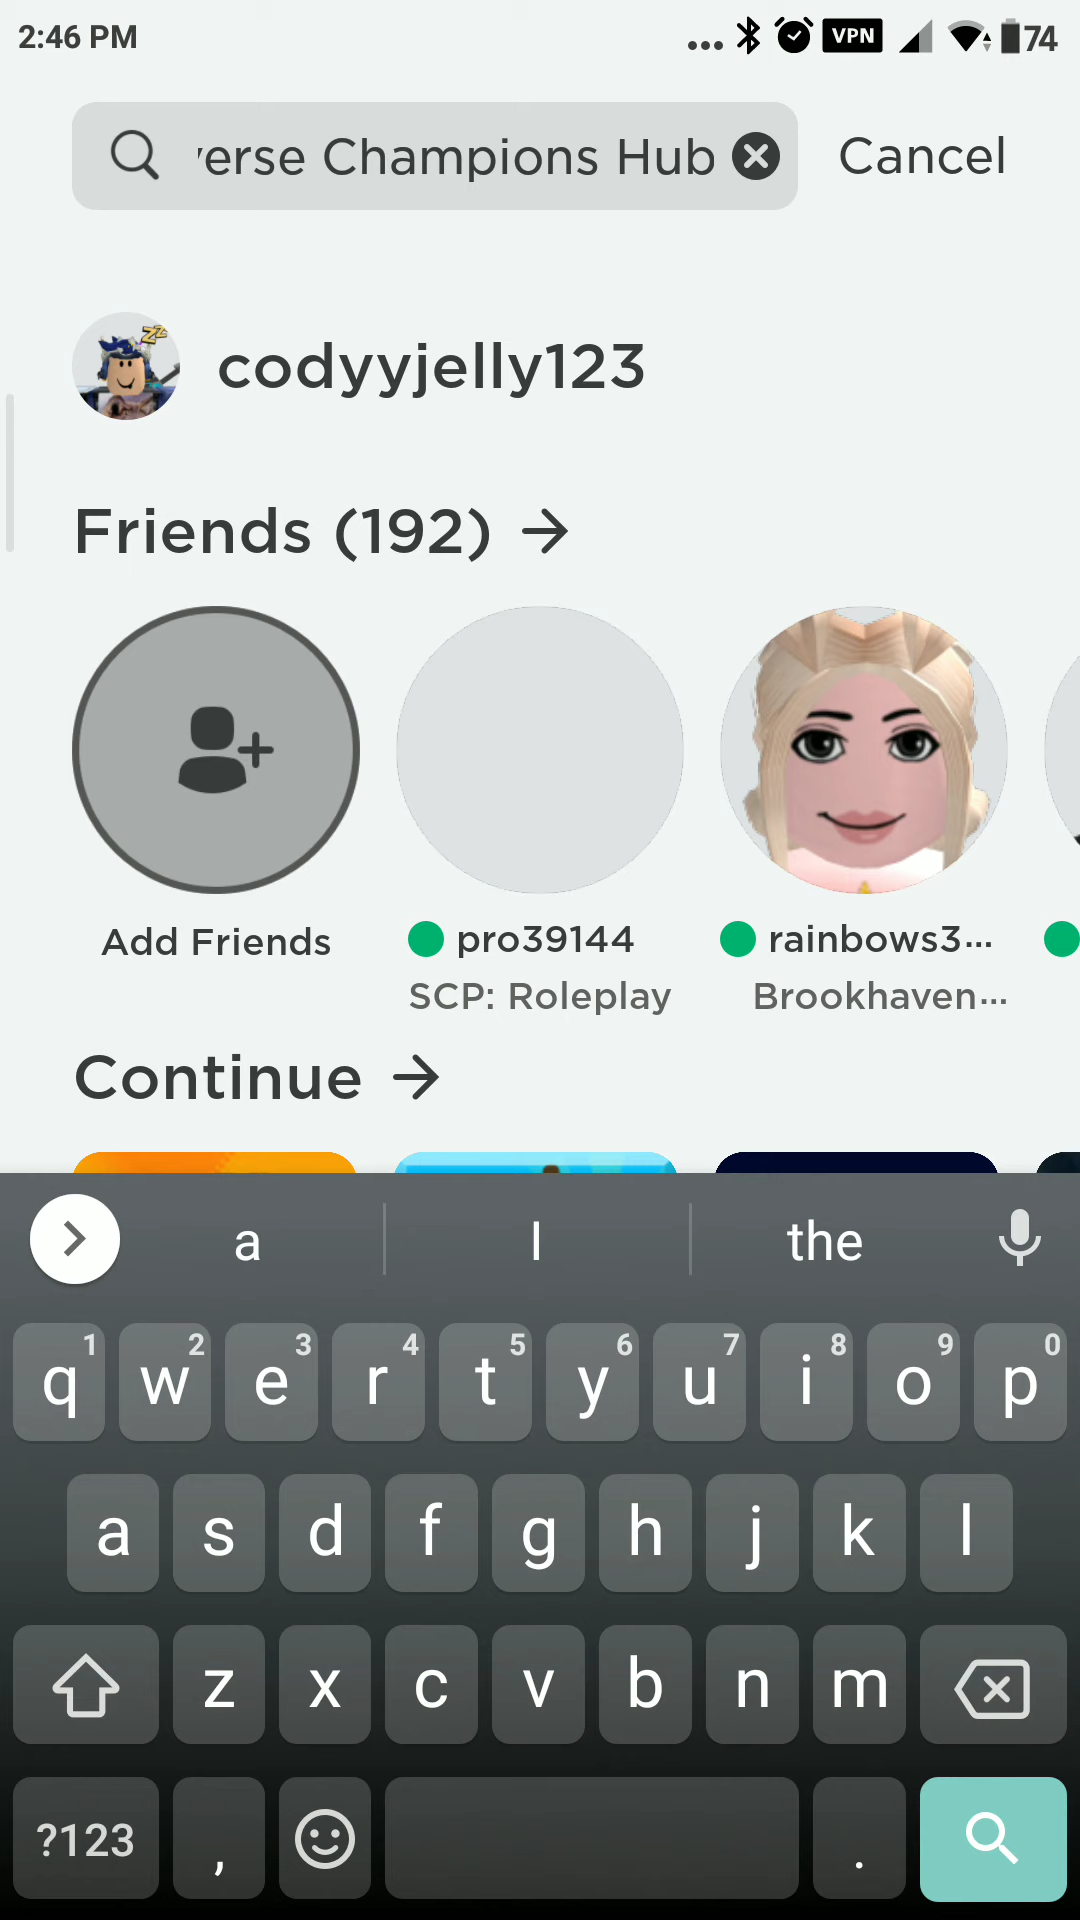 2:46 PM
VPN
74
verse Champions Hub
Cancel
codyyjelly123
Friends (192) →
Add Friends
pro39144
rainbows3...
SCP: Roleplay
Brookhaven...
Continue →
a
I
the
1 2 3 4 5 6 7 8 9 0
q w e r t y u i o p
a s d f g h j k l
z x c v b n m
?123
,
.